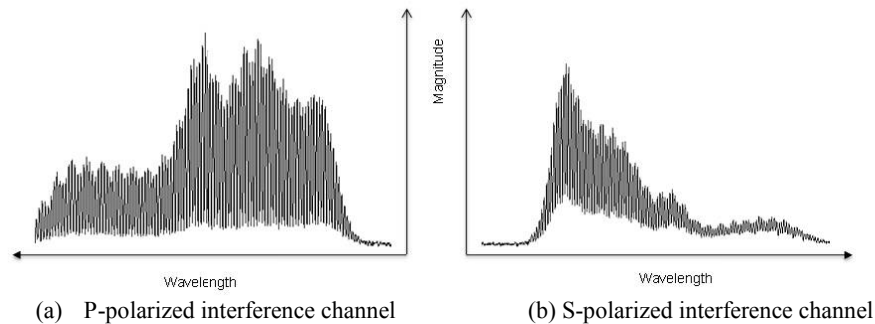 Magnitude
Wavelength
Wavelength
(a) P-polarized interference channel
(b) S-polarized interference channel